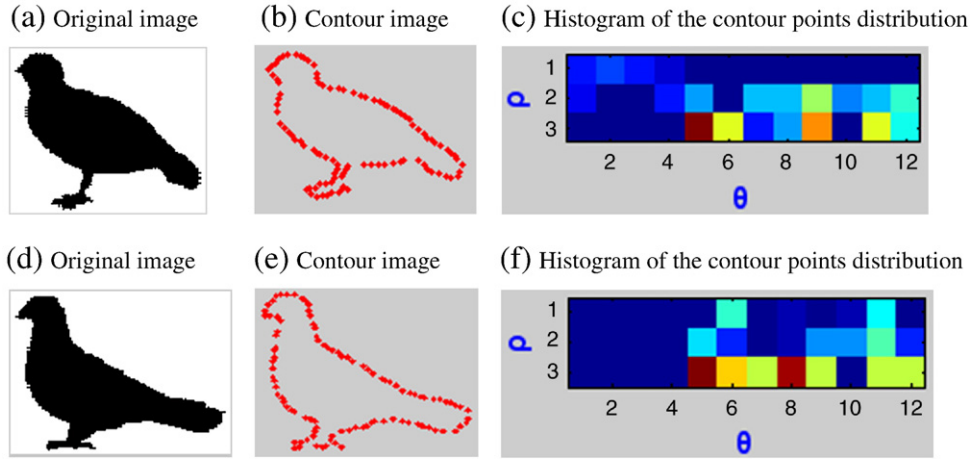 (a) Original image
(b) Contour image
(c) Histogram of the contour points distribution
ρ
1
2
3
2 4 6 8 10 12
θ
(d) Original image
(e) Contour image
(f) Histogram of the contour points distribution
ρ
1
2
3
2 4 6 8 10 12
θ